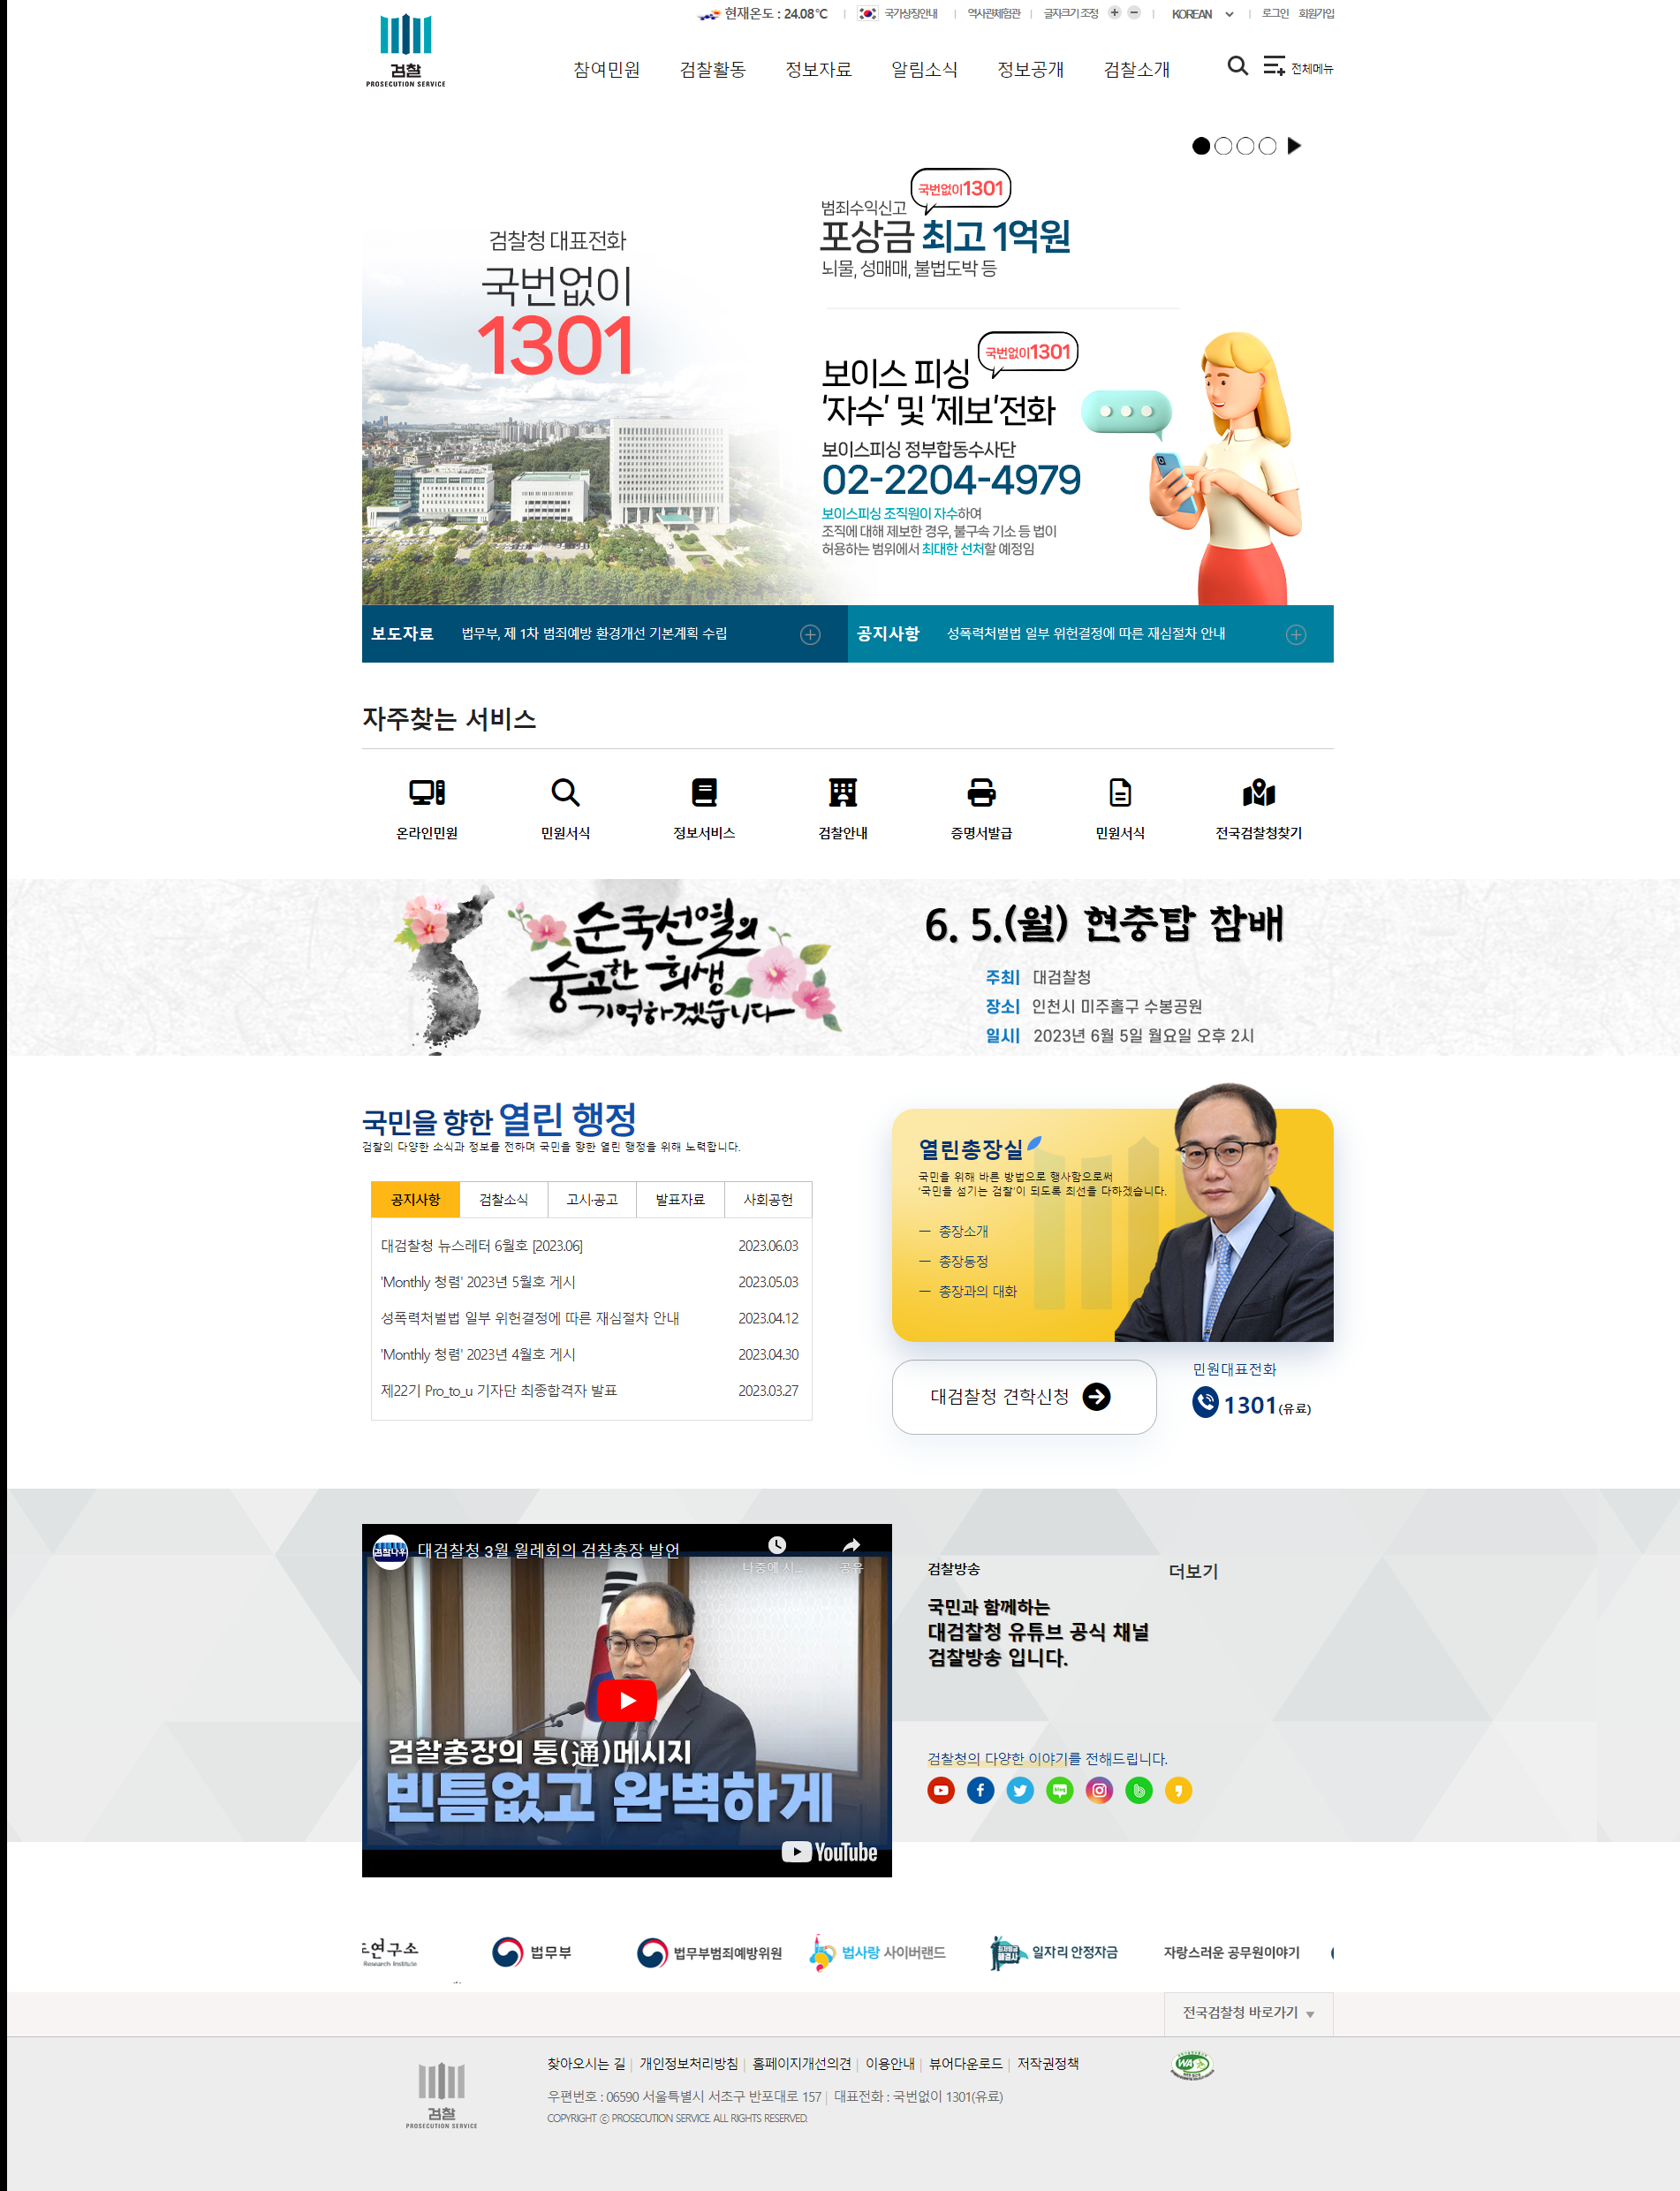 현재온도 : 24.08℃
국가상징안내
역사관체험관
글자크기 조정
KOREAN
로그인
회원가입
검찰
PROSECUTION SERVICE
참여민원
검찰활동
정보자료
알림소식
정보공개
검찰소개
전체메뉴
검찰청 대표전화
국번없이
1301
국번없이1301
범죄수익신고
포상금 최고 1억원
뇌물, 성매매, 불법도박 등
국번없이1301
보이스 피싱
'자수' 및 '제보'전화
보이스피싱 정부합동수사단
02-2204-4979
보이스피싱 조직원이 자수하여
조직에 대해 제보한 경우, 불구속 기소 등 법이
허용하는 범위에서 최대한 선처할 예정임
보도자료
법무부, 제 1차 범죄예방 환경개선 기본계획 수립
공지사항
성폭력처벌법 일부 위헌결정에 따른 재심절차 안내
자주찾는 서비스
온라인민원
민원서식
정보서비스
검찰안내
증명서발급
민원서식
전국검찰청찾기
순국선열의
숭고한 희생
기억하겠습니다
6. 5.(월) 현충탑 참배
주최| 대검찰청
장소| 인천시 미주홀구 수봉공원
일시| 2023년 6월 5일 월요일 오후 2시
국민을 향한 열린 행정
검찰의 다양한 소식과 정보를 전하며 국민을 향한 열린 행정을 위해 노력합니다.
공지사항
검찰소식
고시·공고
발표자료
사회공헌
대검찰청 뉴스레터 6월호 [2023.06] 2023.06.03
'Monthly 청렴' 2023년 5월호 게시 2023.05.03
성폭력처벌법 일부 위헌결정에 따른 재심절차 안내 2023.04.12
'Monthly 청렴' 2023년 4월호 게시 2023.04.30
제22기 Pro_to_u 기자단 최종합격자 발표 2023.03.27
열린총장실
국민을 위해 바른 방법으로 행사함으로써
'국민을 섬기는 검찰'이 되도록 최선을 다하겠습니다.
총장소개
총장동정
총장과의 대화
대검찰청 견학신청
민원대표전화
1301(유료)
검찰나우
대검찰청 3월 월례회의 검찰총장 발언
나중에 시...
공유
검찰총장의 통(通)메시지
빈틈없고 완벽하게
YouTube
검찰방송
더보기
국민과 함께하는
대검찰청 유튜브 공식 채널
검찰방송 입니다.
검찰청의 다양한 이야기를 전해드립니다.
blog
연구소
Research Institute
법무부
법무부범죄예방위원
법사랑 사이버랜드
일자리 안정자금
자랑스러운 공무원이야기
전국검찰청 바로가기
검찰
PROSECUTION SERVICE
찾아오시는 길 | 개인정보처리방침 | 홈페이지개선의견 | 이용안내 | 뷰어다운로드 | 저작권정책
우편번호 : 06590 서울특별시 서초구 반포대로 157 | 대표전화 : 국번없이 1301(유료)
COPYRIGHT ⓒ PROSECUTION SERVICE. ALL RIGHTS RESERVED.
WA